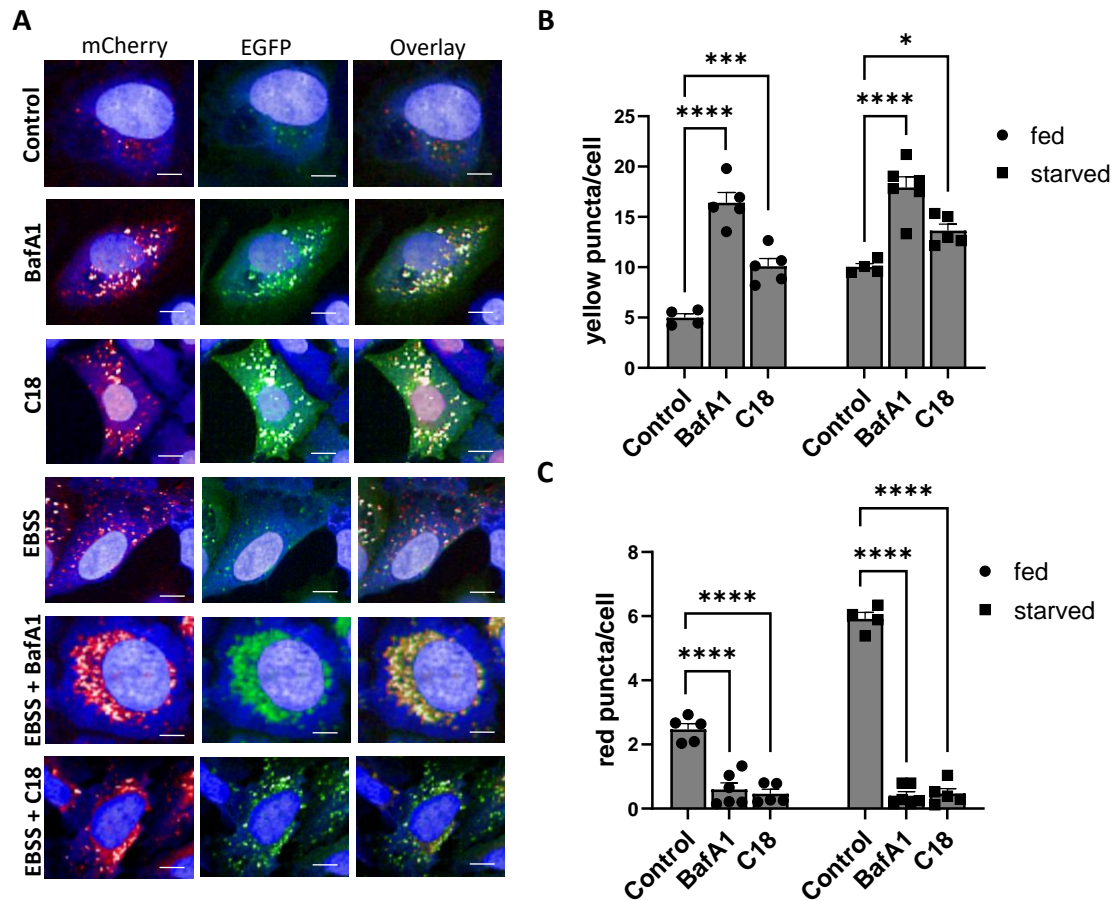 A
mCherry
EGFP
Overlay
Control
BafA1
C18
EBSS
EBSS + BafA1
EBSS + C18
B
yellow puncta/cell
25
20
15
10
5
0
***
****
*
****
fed
starved
Control
BafA1
C18
Control
BafA1
C18
C
red puncta/cell
8
6
4
2
0
****
****
****
****
fed
starved
Control
BafA1
C18
Control
BafA1
C18